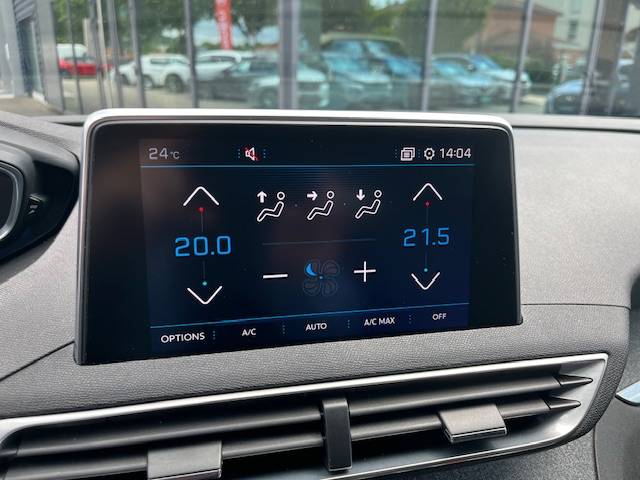 24°C 14:04
20.0 21.5
OPTIONS A/C AUTO A/C MAX OFF